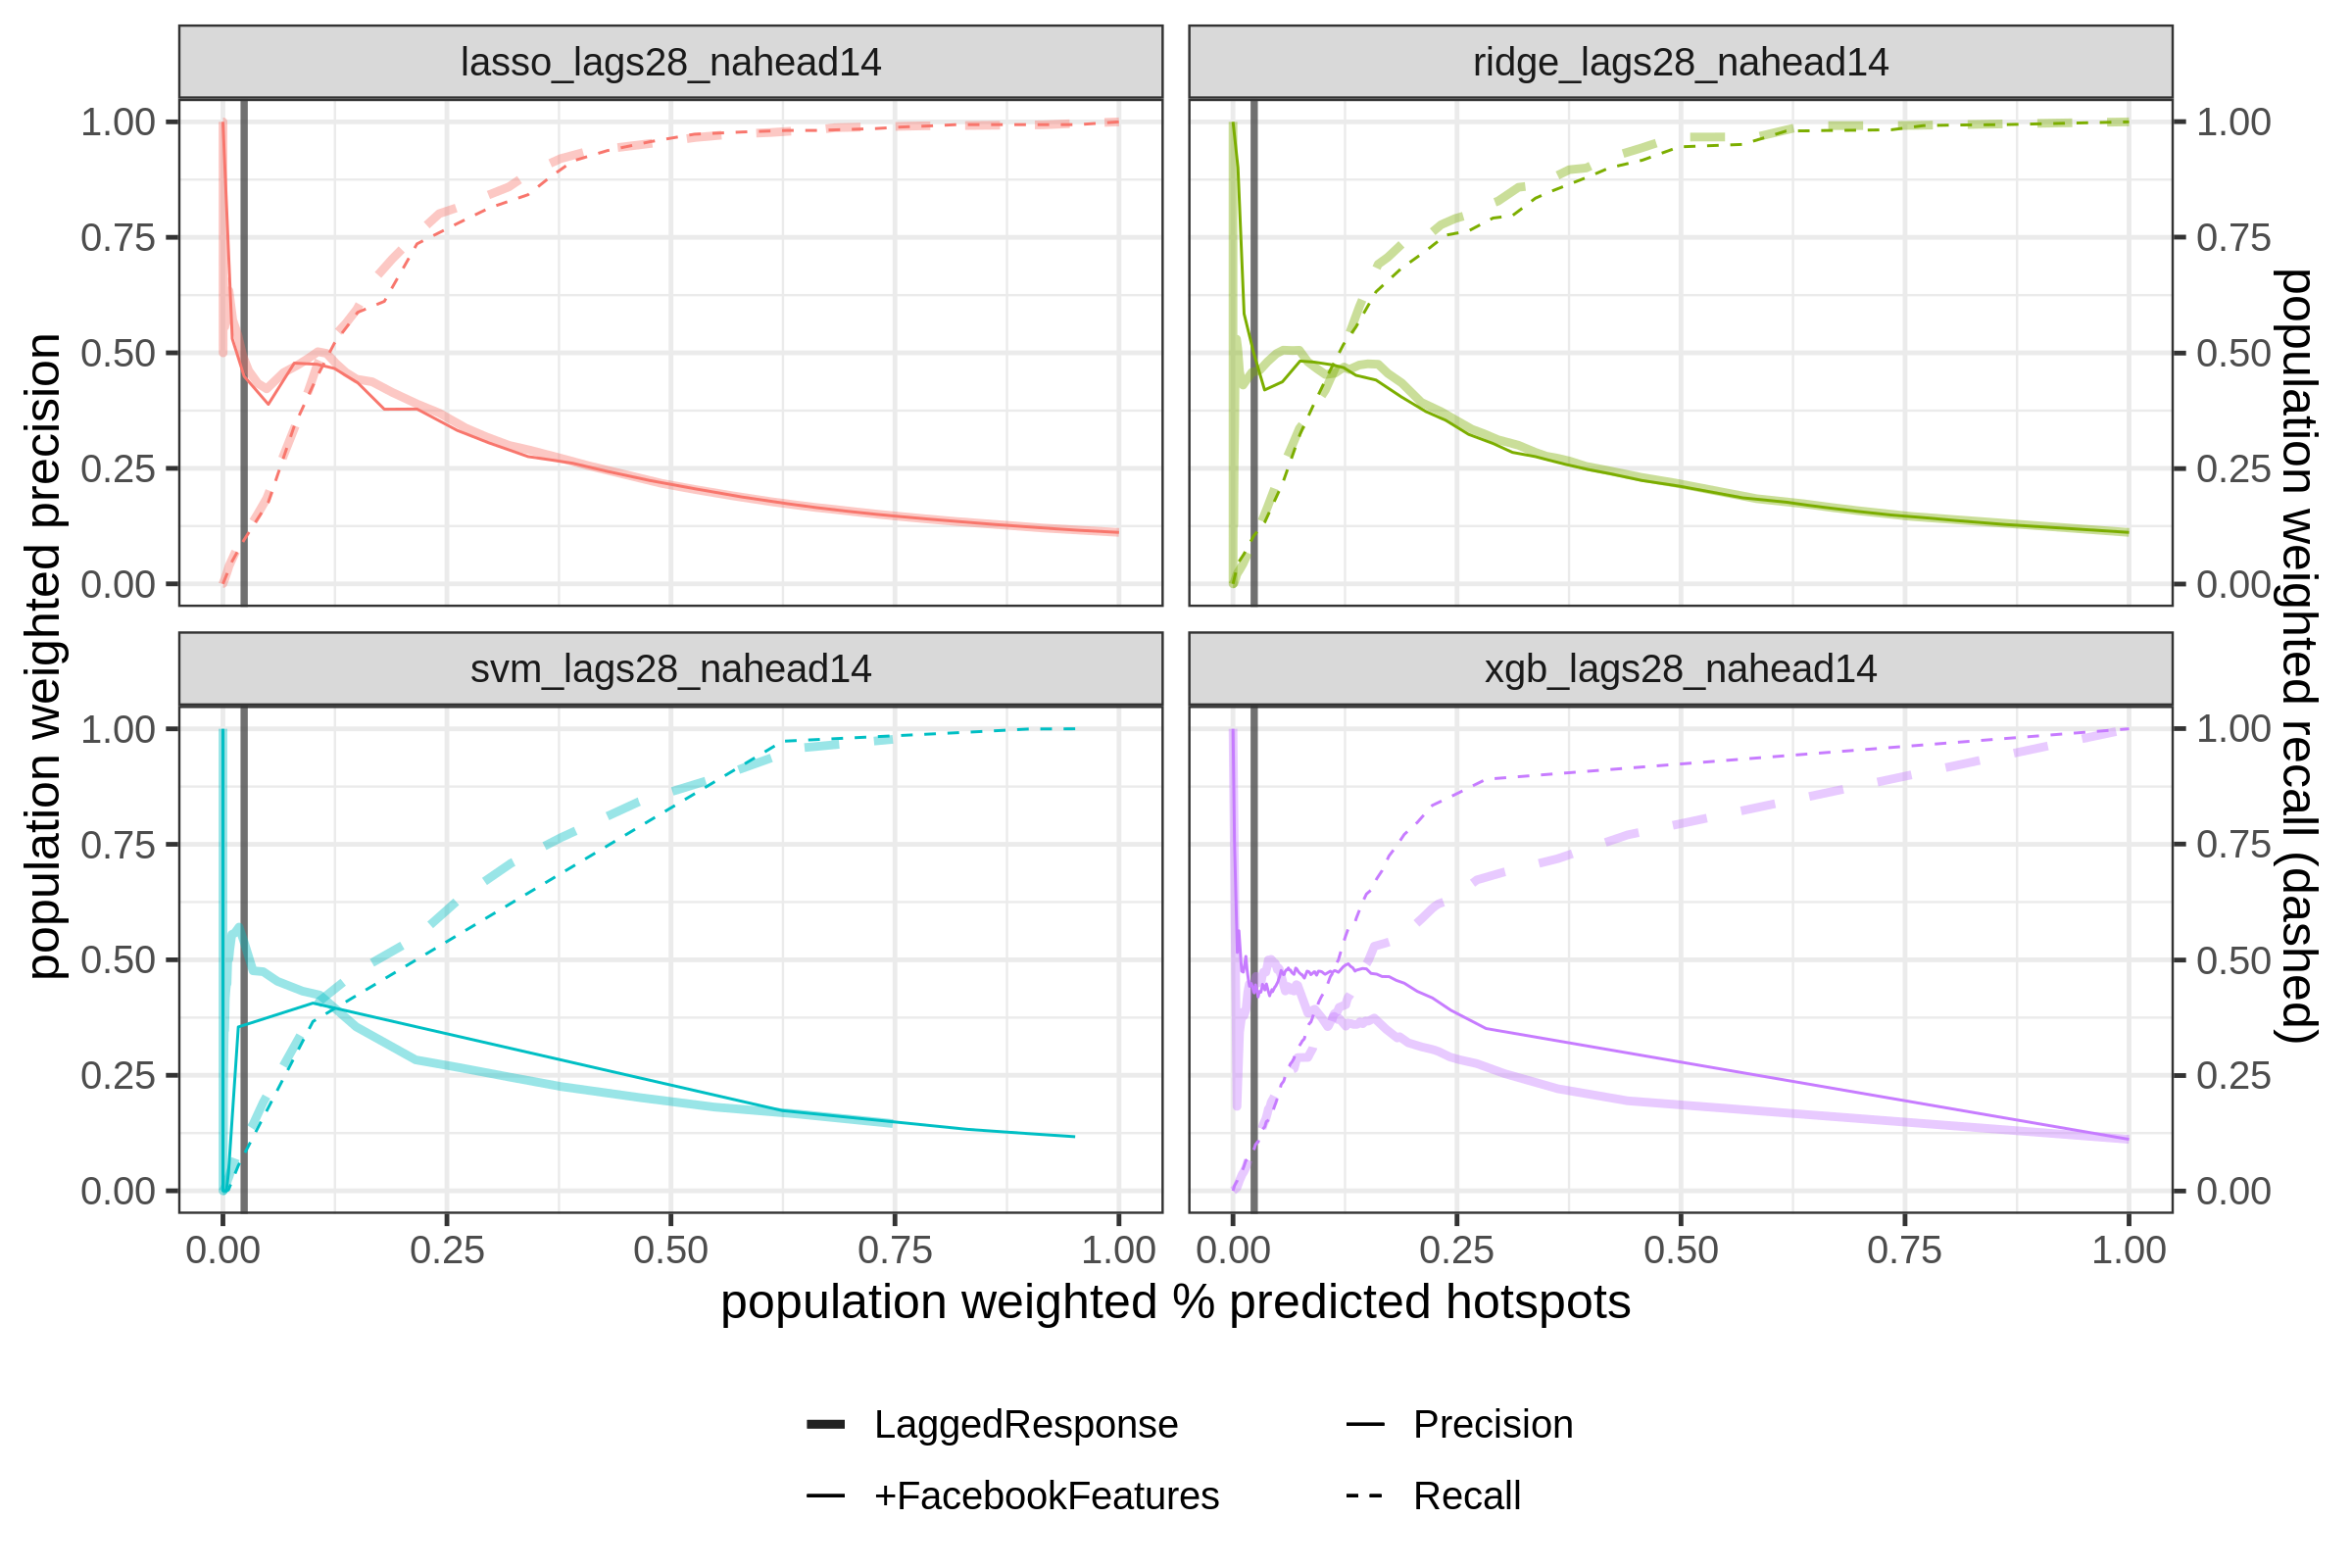 lasso_lags28_nahead14
ridge_lags28_nahead14
1.00
0.75
0.50
0.25
0.00
1.00
0.75
0.50
0.25
0.00
svm_lags28_nahead14
xgb_lags28_nahead14
1.00
0.75
0.50
0.25
0.00
1.00
0.75
0.50
0.25
0.00
population weighted precision
population weighted recall (dashed)
0.00 0.25 0.50 0.75 1.00
0.00 0.25 0.50 0.75 1.00
population weighted % predicted hotspots
LaggedResponse
+FacebookFeatures
Precision
Recall